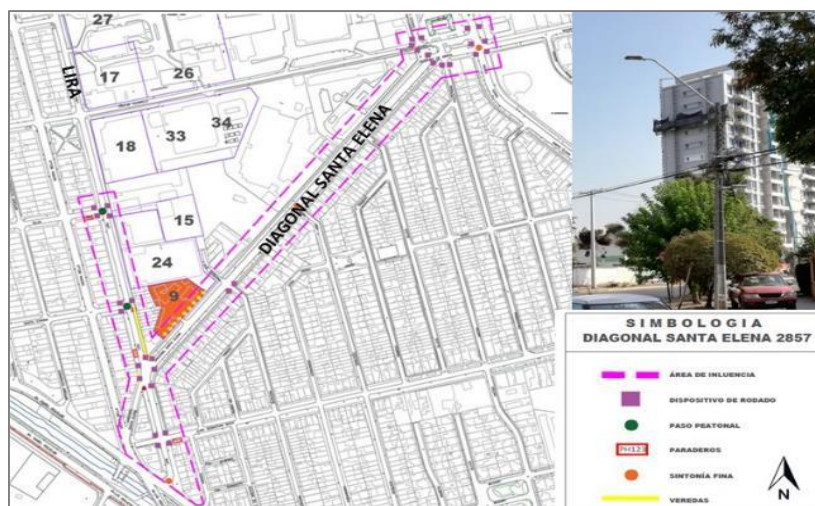 27
17
26
LIRA
34
33
18
DIAGONAL SANTA ELENA
15
24
9
SIMBOLOGIA
DIAGONAL SANTA ELENA 2857
ÁREA DE INLUENCIA
DISPOSITIVO DE RODADO
PASO PEATONAL
PH123
PARADEROS
SINTONÍA FINA
VEREDAS
N